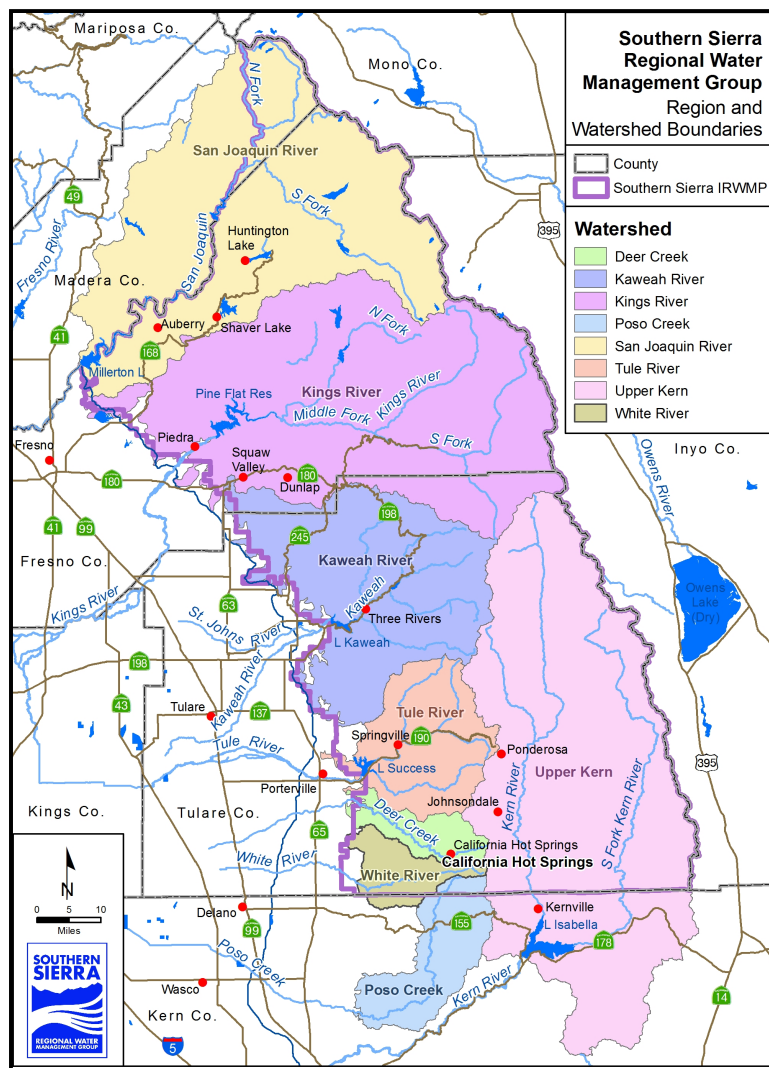 Southern Sierra
Regional Water
Management Group
Region and
Watershed Boundaries
County
Southern Sierra IRWMP
Watershed
Deer Creek
Kaweah River
Kings River
Poso Creek
San Joaquin River
Tule River
Upper Kern
White River
Mariposa Co.
Mono Co.
N Fork
San Joaquin River
49
S Fork
395
Fresno River
San Joaquin
Huntington
Lake
Madera Co.
Auberry
Shaver Lake
N Fork
41
168
Millerton L
Kings River
Kings River
Pine Flat Res
Middle Fork
Piedra
S Fork
Fresno
Squaw
Valley
180
Dunlap
180
Inyo Co.
Owens River
41
99
198
245
Fresno Co.
Kaweah River
Kaweah
Owens
Lake
(Dry)
Kings River
63
St. Johns River
Three Rivers
L Kaweah
198
Kaweah River
43
Tulare
137
Tule River
Springville
190
Ponderosa
Tule River
L Success
Upper Kern
395
Porterville
Kern River
Johnsondale
S Fork Kern River
Kings Co.
Tulare Co.
65
Deer Creek
California Hot Springs
California Hot Springs
White River
White River
N
0 5 10
Miles
Delano
99
Kernville
155
L Isabella
178
Poso Creek
Kern River
Wasco
Poso Creek
14
Kern Co.
5
SOUTHERN
SIERRA
REGIONAL WATER
MANAGEMENT GROUP